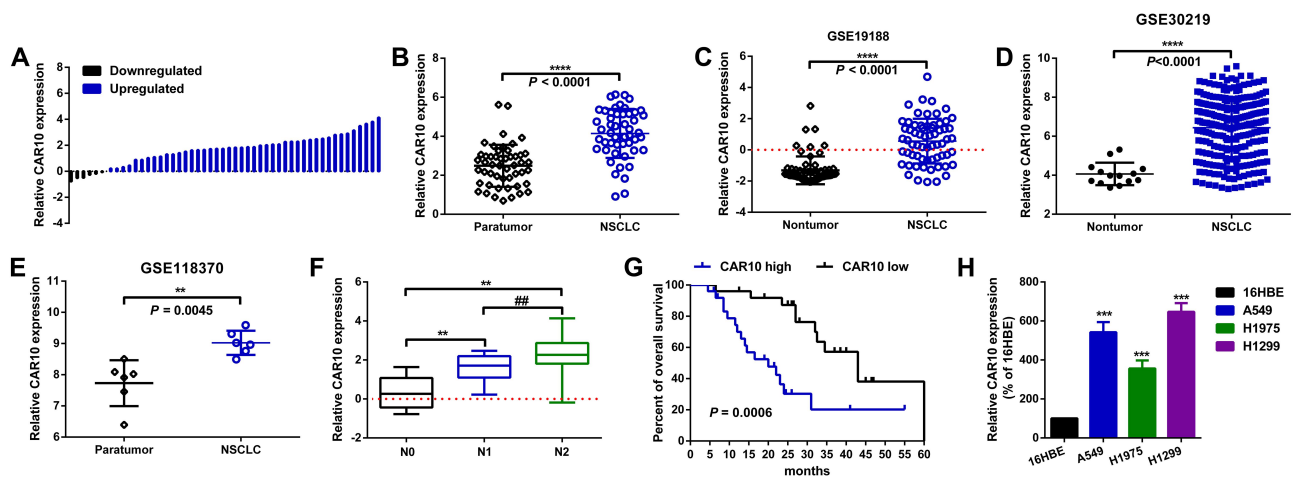 A
Relative CAR10 expression
8
6
4
2
0
-2
-4
Downregulated
Upregulated
B
Relative CAR10 expression
8
6
4
2
0
****
P < 0.0001
Paratumor
NSCLC
C
GSE19188
Relative CAR10 expression
6
4
2
0
-2
-4
****
P < 0.0001
Nontumor
NSCLC
D
GSE30219
Relative CAR10 expression
10
8
6
4
2
****
P<0.0001
Nontumor
NSCLC
E
GSE118370
Relative CAR10 expression
11
10
9
8
7
6
**
P = 0.0045
Paratumor
NSCLC
F
Relative CAR10 expression
6
4
2
0
-2
**
**
##
N0
N1
N2
G
CAR10 high
CAR10 low
Percent of overall survival
100
80
60
40
20
0
P = 0.0006
0 5 10 15 20 25 30 35 40 45 50 55 60
months
H
Relative CAR10 expression
(% of 16HBE)
800
600
400
200
0
***
***
***
16HBE
A549
H1975
H1299
16HBE
A549
H1975
H1299